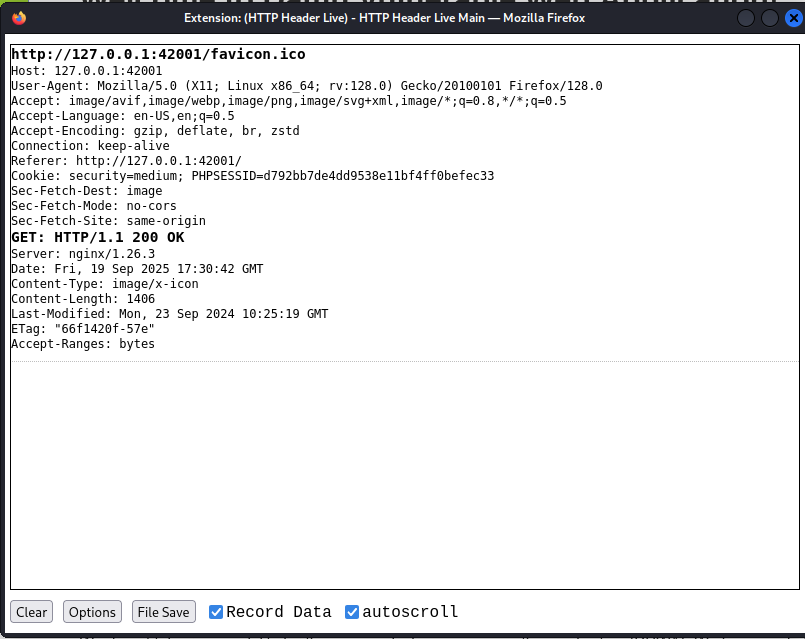 Extension: (HTTP Header Live) - HTTP Header Live Main — Mozilla Firefox
http://127.0.0.1:42001/favicon.ico
Host: 127.0.0.1:42001
User-Agent: Mozilla/5.0 (X11; Linux x86_64; rv:128.0) Gecko/20100101 Firefox/128.0
Accept: image/avif,image/webp,image/png,image/svg+xml,image/*;q=0.8,*/*;q=0.5
Accept-Language: en-US,en;q=0.5
Accept-Encoding: gzip, deflate, br, zstd
Connection: keep-alive
Referer: http://127.0.0.1:42001/
Cookie: security=medium; PHPSESSID=d792bb7de4dd9538e11bf4ff0befec33
Sec-Fetch-Dest: image
Sec-Fetch-Mode: no-cors
Sec-Fetch-Site: same-origin
GET: HTTP/1.1 200 OK
Server: nginx/1.26.3
Date: Fri, 19 Sep 2025 17:30:42 GMT
Content-Type: image/x-icon
Content-Length: 1406
Last-Modified: Mon, 23 Sep 2024 10:25:19 GMT
ETag: "66f1420f-57e"
Accept-Ranges: bytes
Clear Options File Save Record Data autoscroll